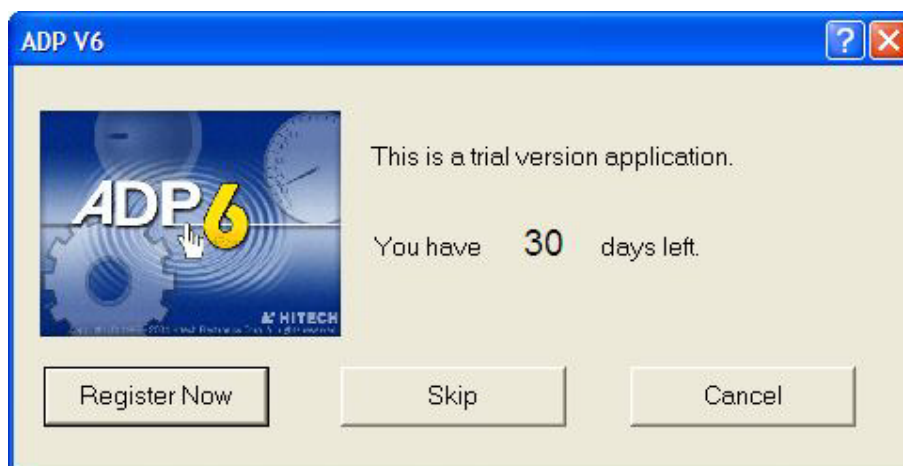 ADP V6
This is a trial version application.
ADP6
You have 30 days left.
HITECH
Register Now Skip Cancel